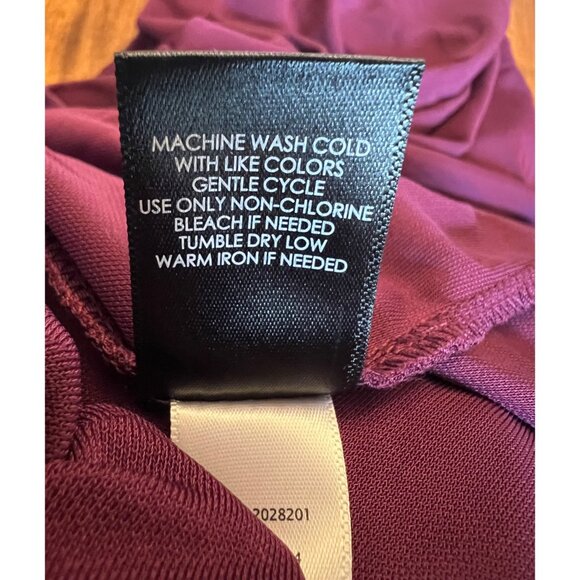 MACHINE WASH COLD
WITH LIKE COLORS
GENTLE CYCLE
USE ONLY NON-CHLORINE
BLEACH IF NEEDED
TUMBLE DRY LOW
WARM IRON IF NEEDED
2028201